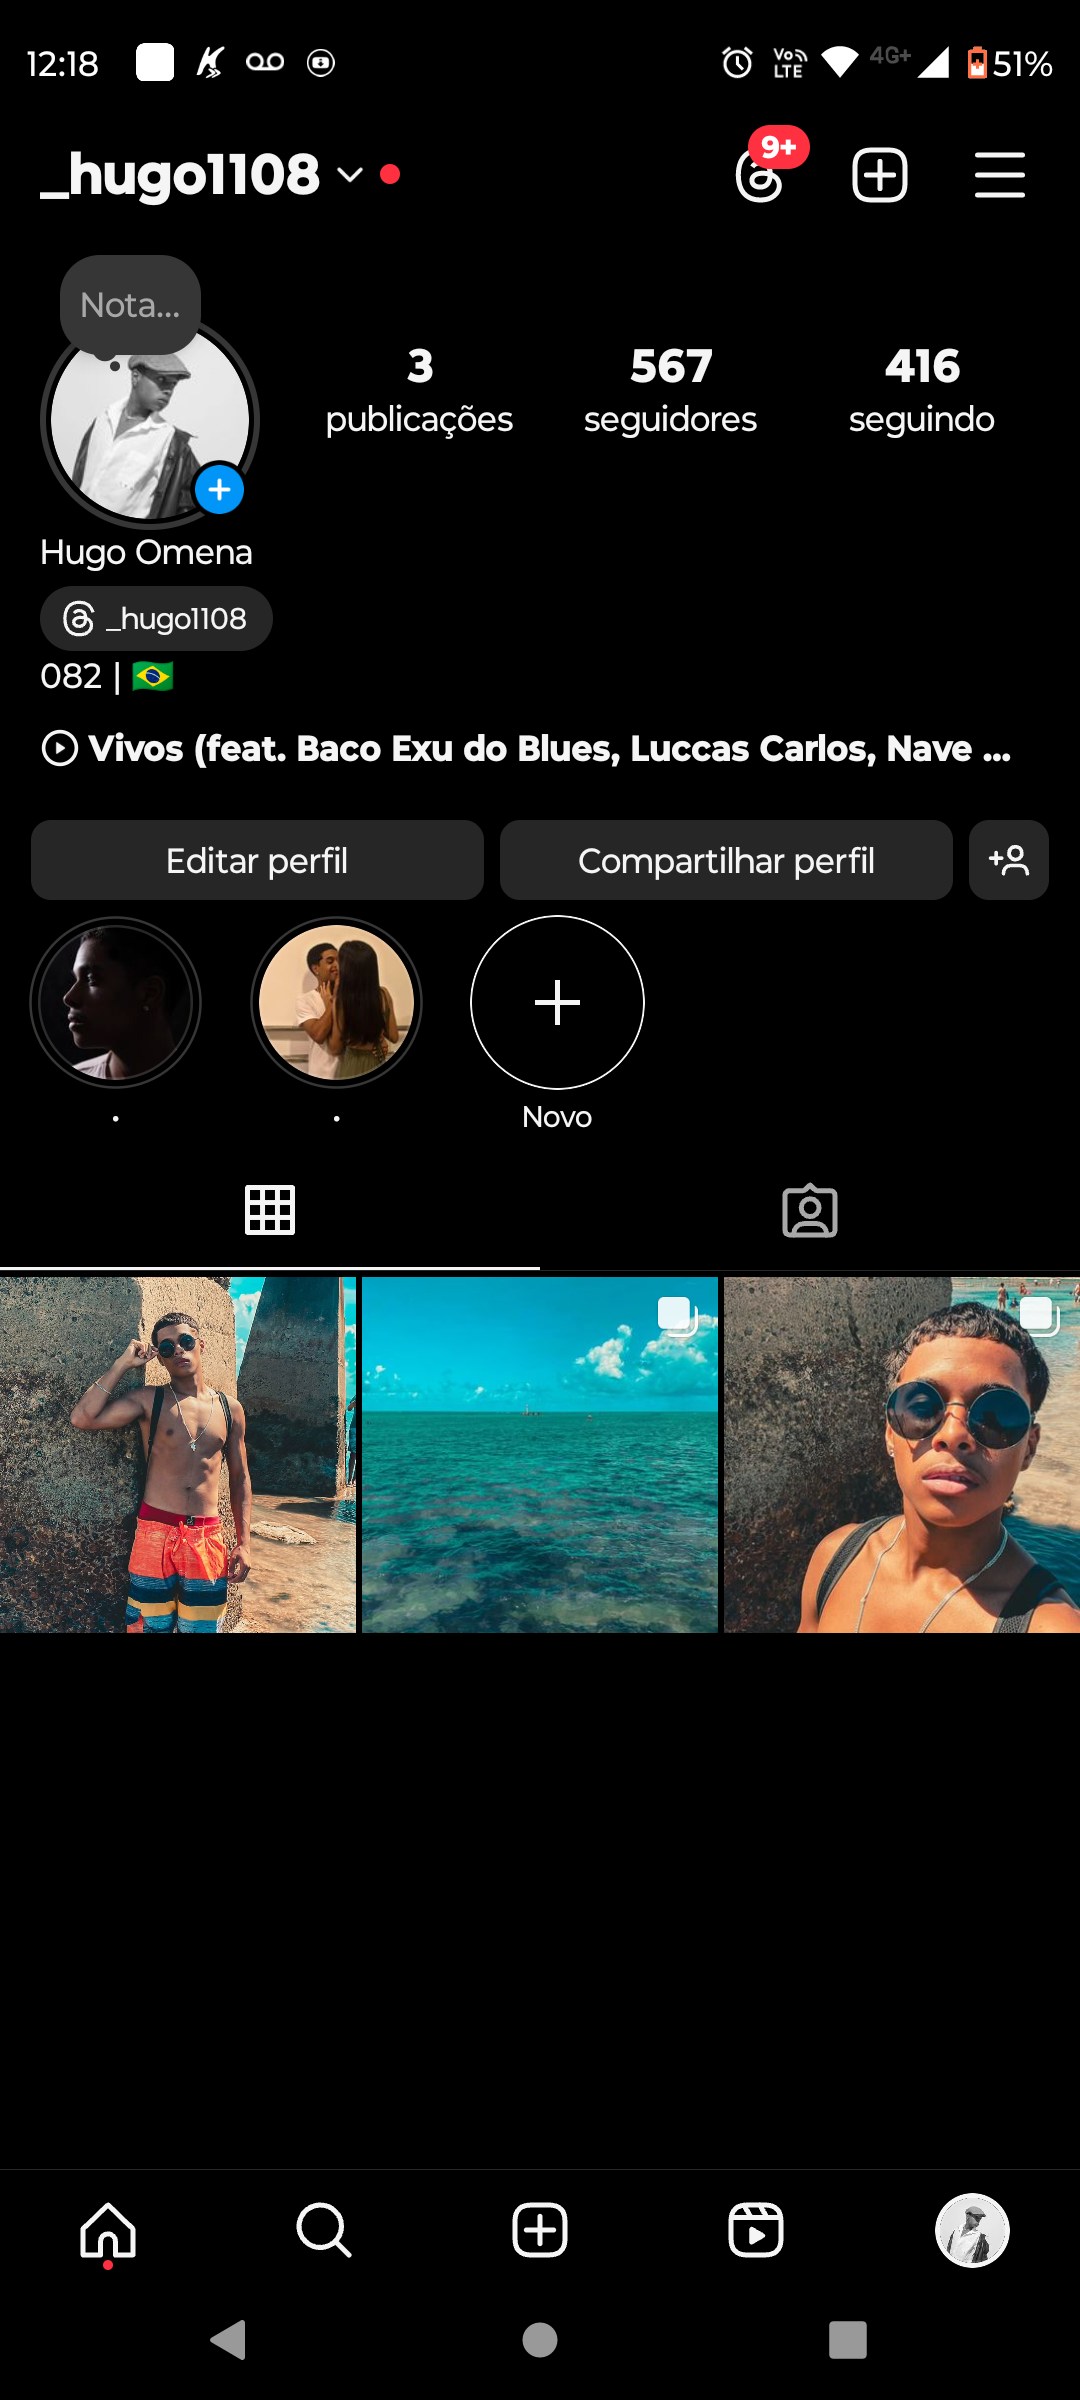 12:18 Vo LTE 4G+ 51%
_hugo1108 9+
Nota...
3 567 416
publicações seguidores seguindo
Hugo Omena
_hugo1108
082 | 🇧🇷
Vivos (feat. Baco Exu do Blues, Luccas Carlos, Nave ...
Editar perfil Compartilhar perfil
. . Novo